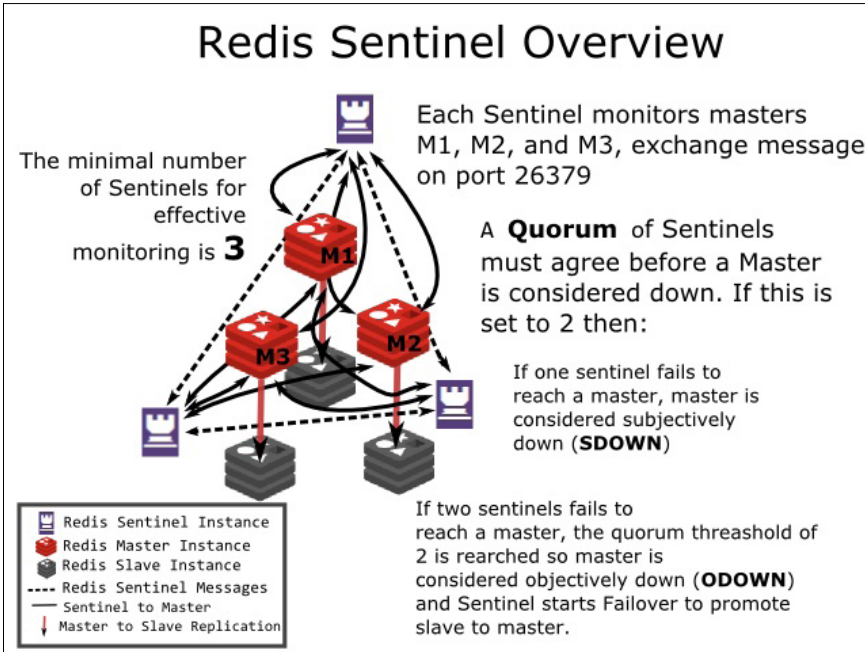 Redis Sentinel Overview
Each Sentinel monitors masters
M1, M2, and M3, exchange message
on port 26379
The minimal number
of Sentinels for
effective
monitoring is 3
A Quorum of Sentinels
must agree before a Master
is considered down. If this is
set to 2 then:
M1
M3
M2
If one sentinel fails to
reach a master, master is
considered subjectively
down (SDOWN)
If two sentinels fails to
reach a master, the quorum threashold of
2 is rearched so master is
considered objectively down (ODOWN)
and Sentinel starts Failover to promote
slave to master.
Redis Sentinel Instance
Redis Master Instance
Redis Slave Instance
Redis Sentinel Messages
Sentinel to Master
Master to Slave Replication